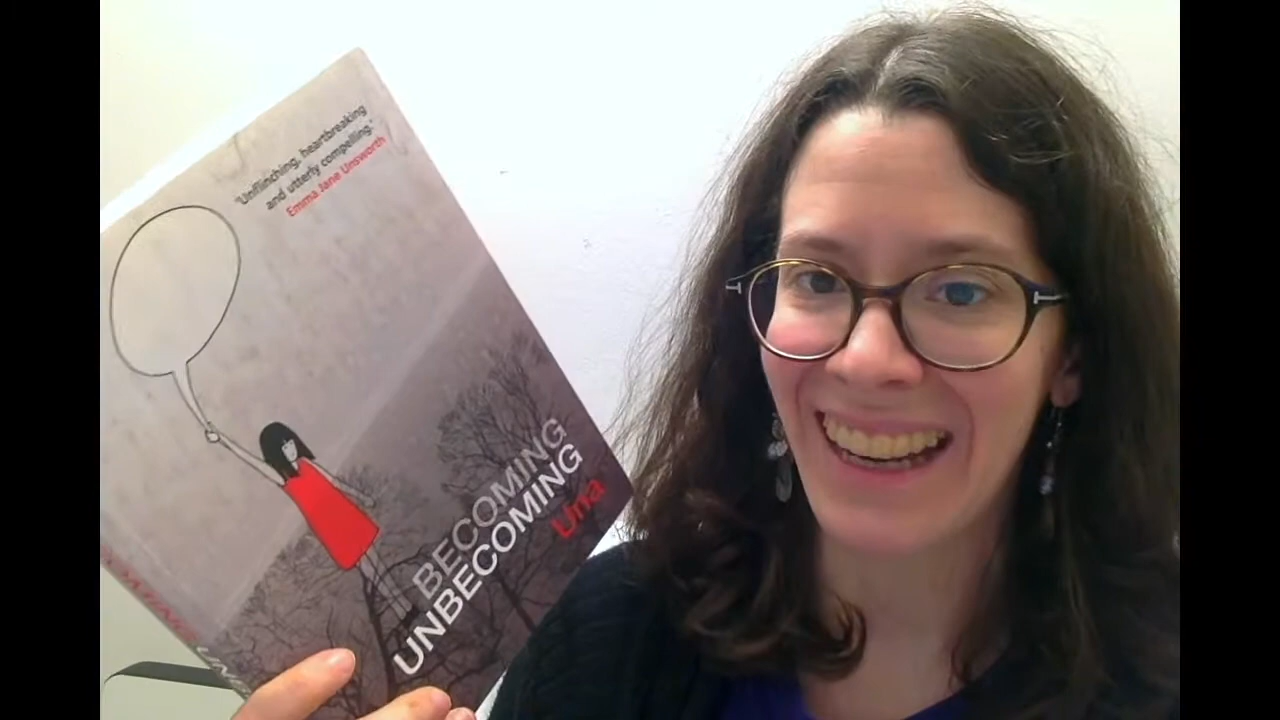 "Unflinching, heartbreaking
and utterly compelling."
Emma Jane Unsworth
BECOMING
UNBECOMING
Una